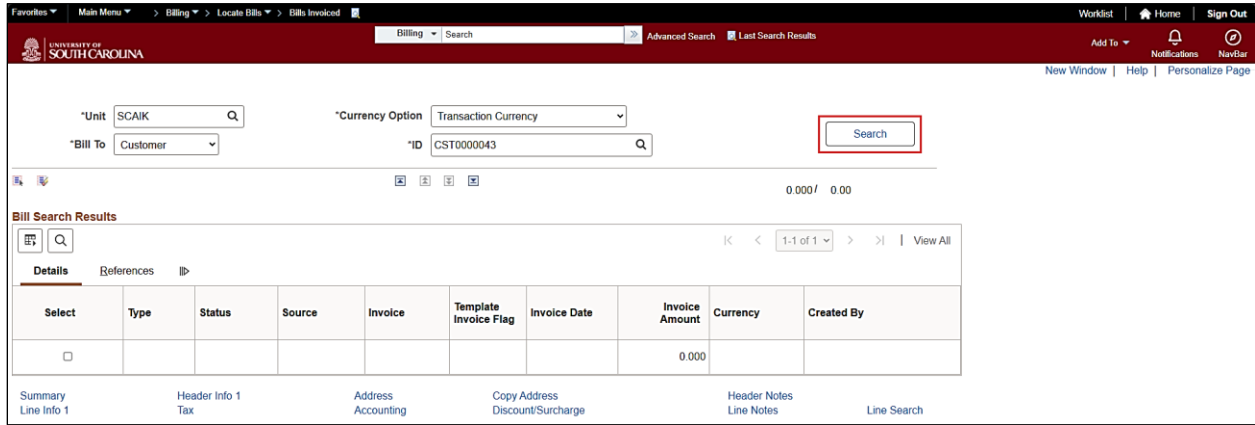 Favorites Main Menu > Billing > Locate Bills > Bills Invoiced Worklist Home Sign Out
UNIVERSITY OF
SOUTH CAROLINA
Billing Search Advanced Search Last Search Results Add To Notifications NavBar
New Window | Help | Personalize Page
*Unit SCAIK *Currency Option Transaction Currency
Search
*Bill To Customer *ID CST0000043
0.000 / 0.00
Bill Search Results
1-1 of 1 | View All
Details References
Select Type Status Source Invoice Template Invoice Flag Invoice Date Invoice Amount Currency Created By
0.000
Summary Header Info 1 Address Copy Address Header Notes
Line Info 1 Tax Accounting Discount/Surcharge Line Notes Line Search